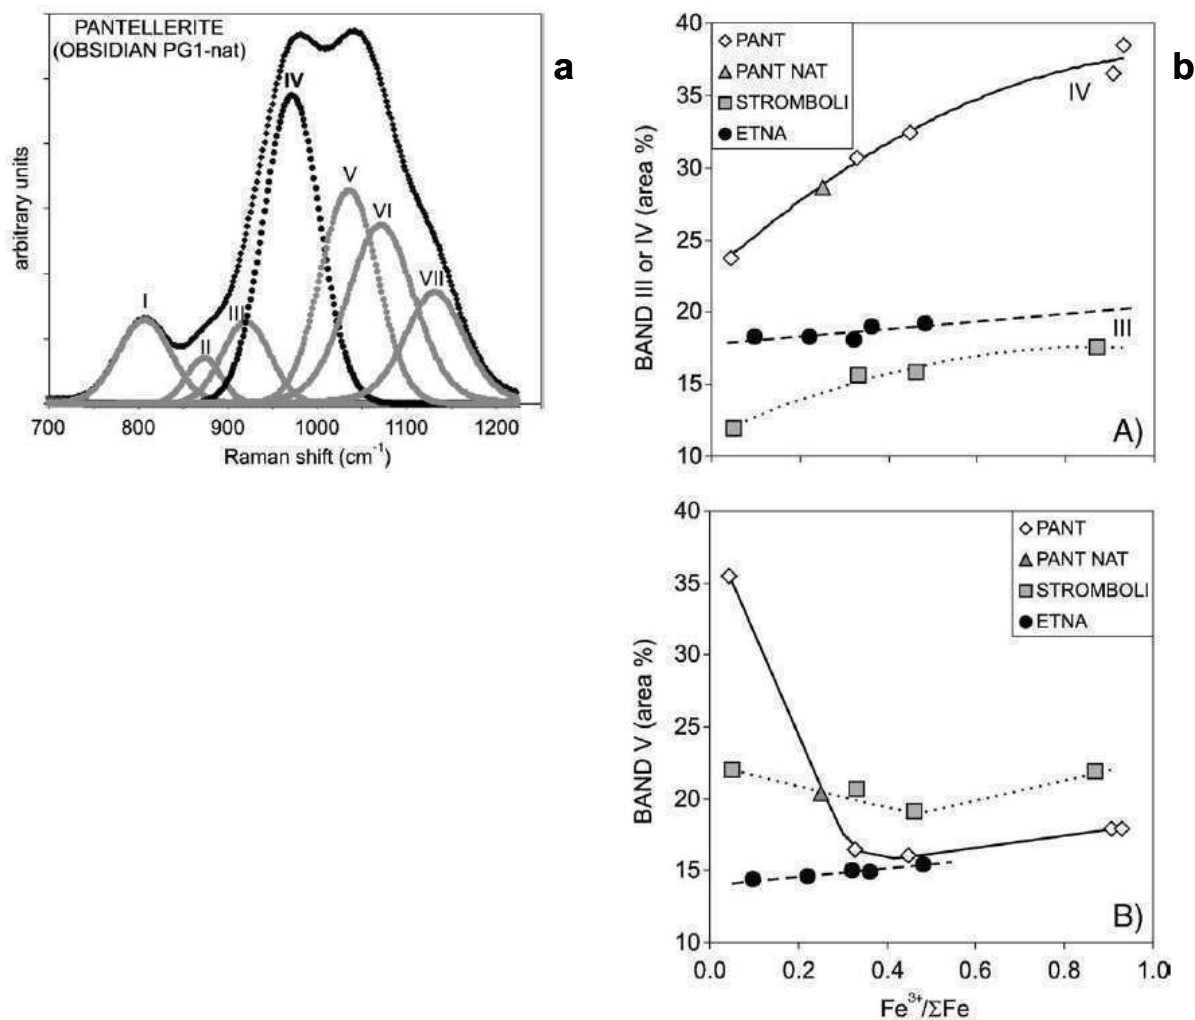 PANTELLERITE
(OBSIDIAN PG1-nat)
a
IV
V
VI
VII
I
II
III
arbitrary units
700 800 900 1000 1100 1200
Raman shift (cm⁻¹)
b
PANT
PANT NAT
STROMBOLI
ETNA
IV
III
A)
BAND III or IV (area %)
40
35
30
25
20
15
10
PANT
PANT NAT
STROMBOLI
ETNA
B)
BAND V (area %)
40
35
30
25
20
15
10
0.0 0.2 0.4 0.6 0.8 1.0
Fe³⁺/ΣFe